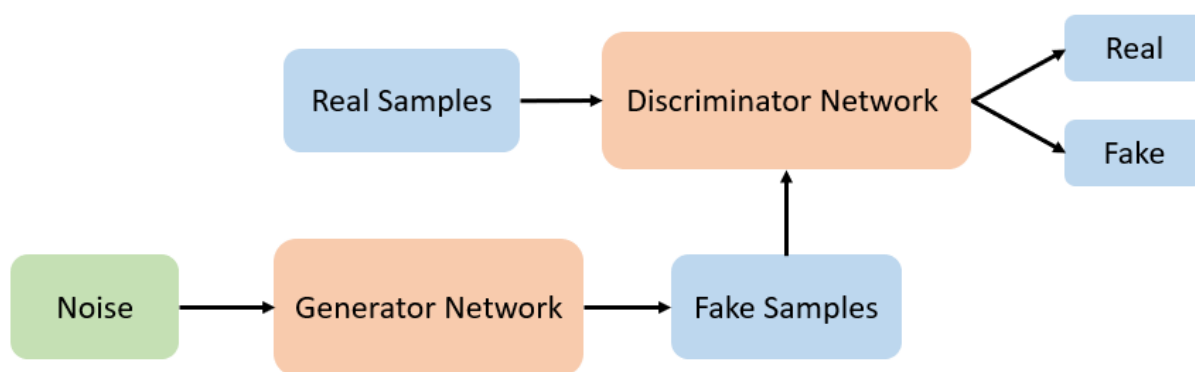 Real Samples
Discriminator Network
Real
Fake
Noise
Generator Network
Fake Samples